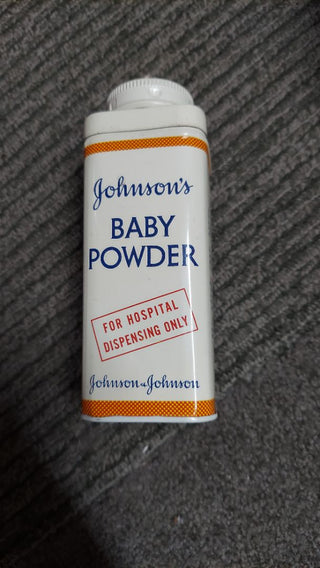 Johnson's
BABY
POWDER
FOR HOSPITAL
DISPENSING ONLY
Johnson & Johnson